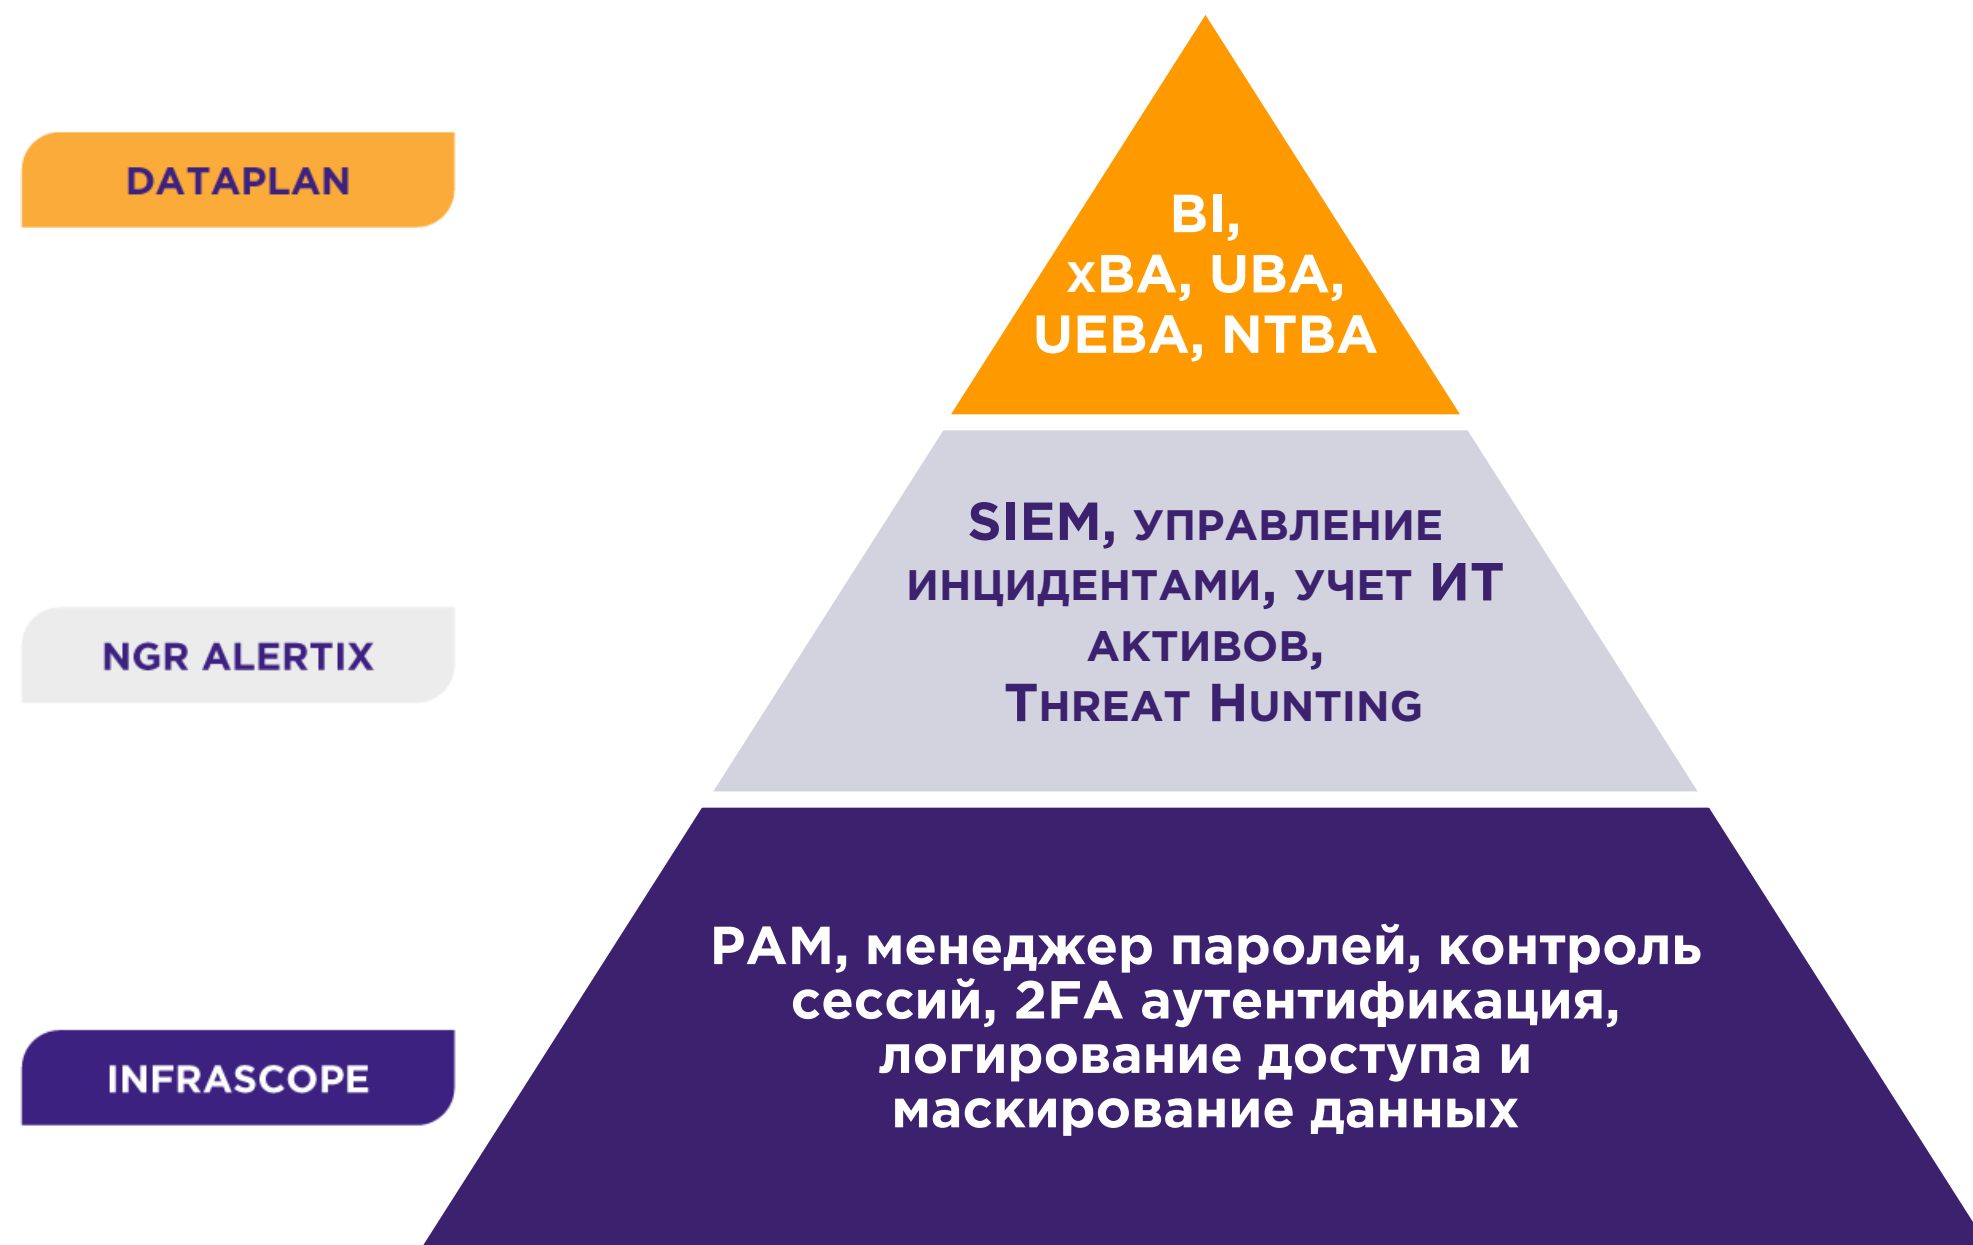 DATAPLAN
BI,
xBA, UBA,
UEBA, NTBA
NGR ALERTIX
SIEM, УПРАВЛЕНИЕ
ИНЦИДЕНТАМИ, УЧЕТ ИТ
АКТИВОВ,
THREAT HUNTING
INFRASCOPE
PAM, менеджер паролей, контроль
сессий, 2FA аутентификация,
логирование доступа и
маскирование данных